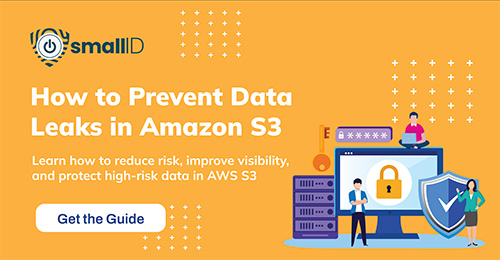 smallID
How to Prevent Data
Leaks in Amazon S3
Learn how to reduce risk, improve visibility,
and protect high-risk data in AWS S3
Get the Guide